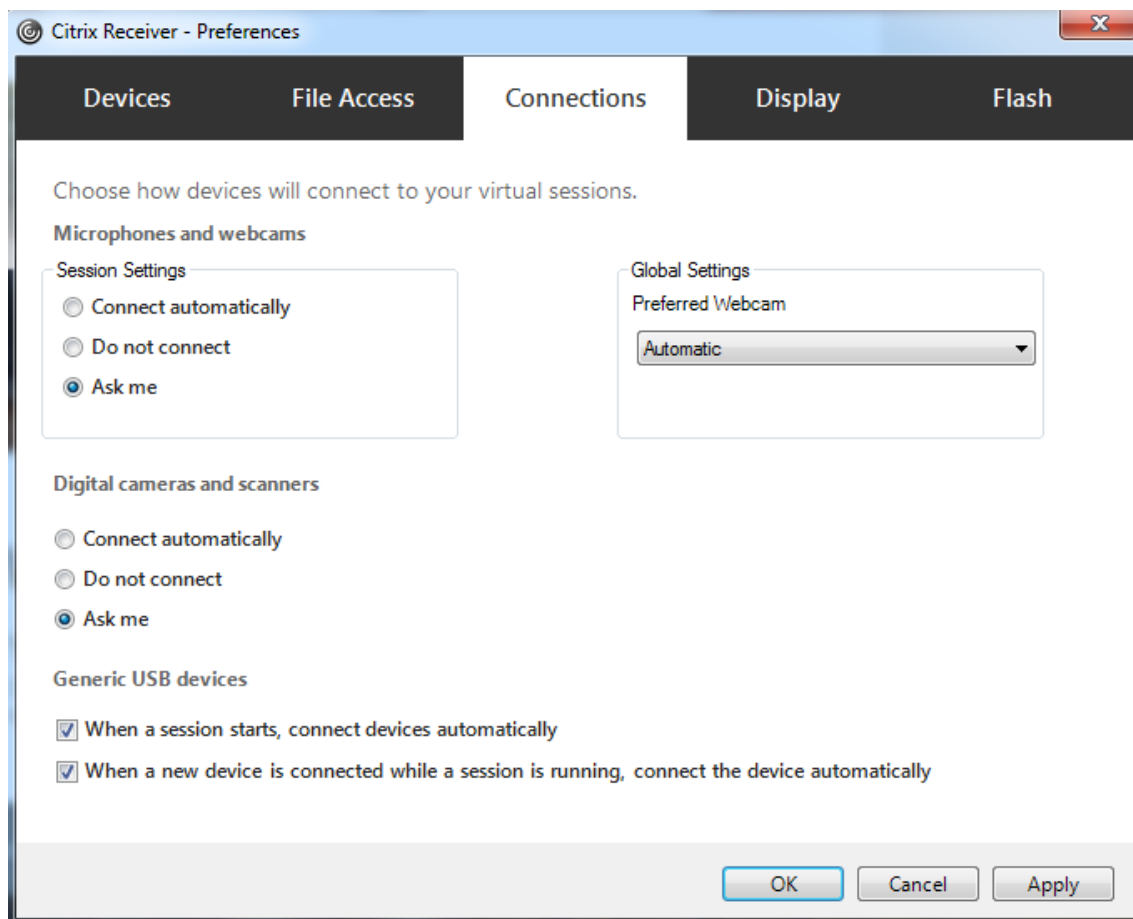 Citrix Receiver - Preferences
Devices File Access Connections Display Flash
Choose how devices will connect to your virtual sessions.
Microphones and webcams
Session Settings
Connect automatically
Do not connect
Ask me
Global Settings
Preferred Webcam
Automatic
Digital cameras and scanners
Connect automatically
Do not connect
Ask me
Generic USB devices
When a session starts, connect devices automatically
When a new device is connected while a session is running, connect the device automatically
OK Cancel Apply